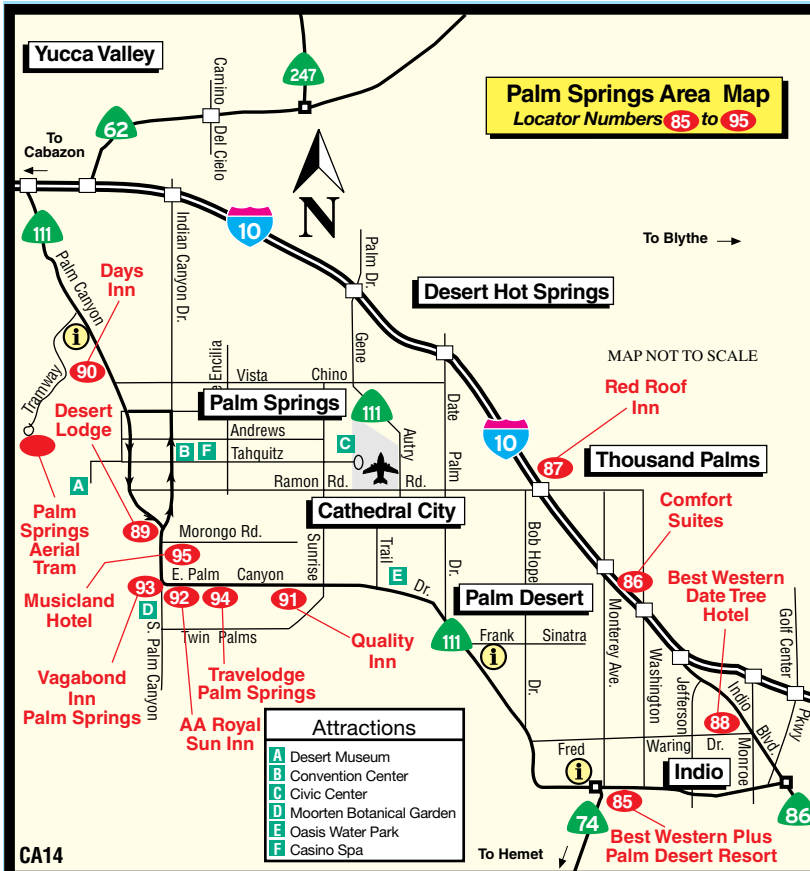 Yucca Valley
247
Camino
Del Cielo
62
Palm Springs Area Map
Locator Numbers 85 to 95
To
Cabazon
N
10
111
Indian Canyon Dr.
To Blythe
Palm Canyon
Days
Inn
Palm Dr.
Desert Hot Springs
i
90
Tramway
Encilia
Gene
Vista Chino
MAP NOT TO SCALE
Red Roof
Inn
Palm Springs
111
Date
Desert
Lodge
Andrews
10
B F
Tahquitz
C
Autry
Palm
87
Thousand Palms
A
Ramon Rd.
Rd.
Palm
Springs
Aerial
Tram
Cathedral City
Comfort
Suites
89
Morongo Rd.
Sunrise
Trail
Bob Hope
95
86
Musicland
Hotel
E. Palm Canyon
E
Dr.
Dr.
Best Western
Date Tree
Hotel
93
D
92
94
91
Palm Desert
Golf Center
S. Palm Canyon
Twin Palms
111
Frank Sinatra
i
Monterey Ave.
Washington
Quality
Inn
Vagabond
Inn
Palm Springs
Travelodge
Palm Springs
Jefferson
Indio
Pkwy
AA Royal
Sun Inn
Dr.
88
Blvd.
Attractions
A Desert Museum
B Convention Center
C Civic Center
D Moorten Botanical Garden
E Oasis Water Park
F Casino Spa
Fred Waring Dr.
Monroe
i
Indio
85
74
86
Best Western Plus
Palm Desert Resort
To Hemet
CA14